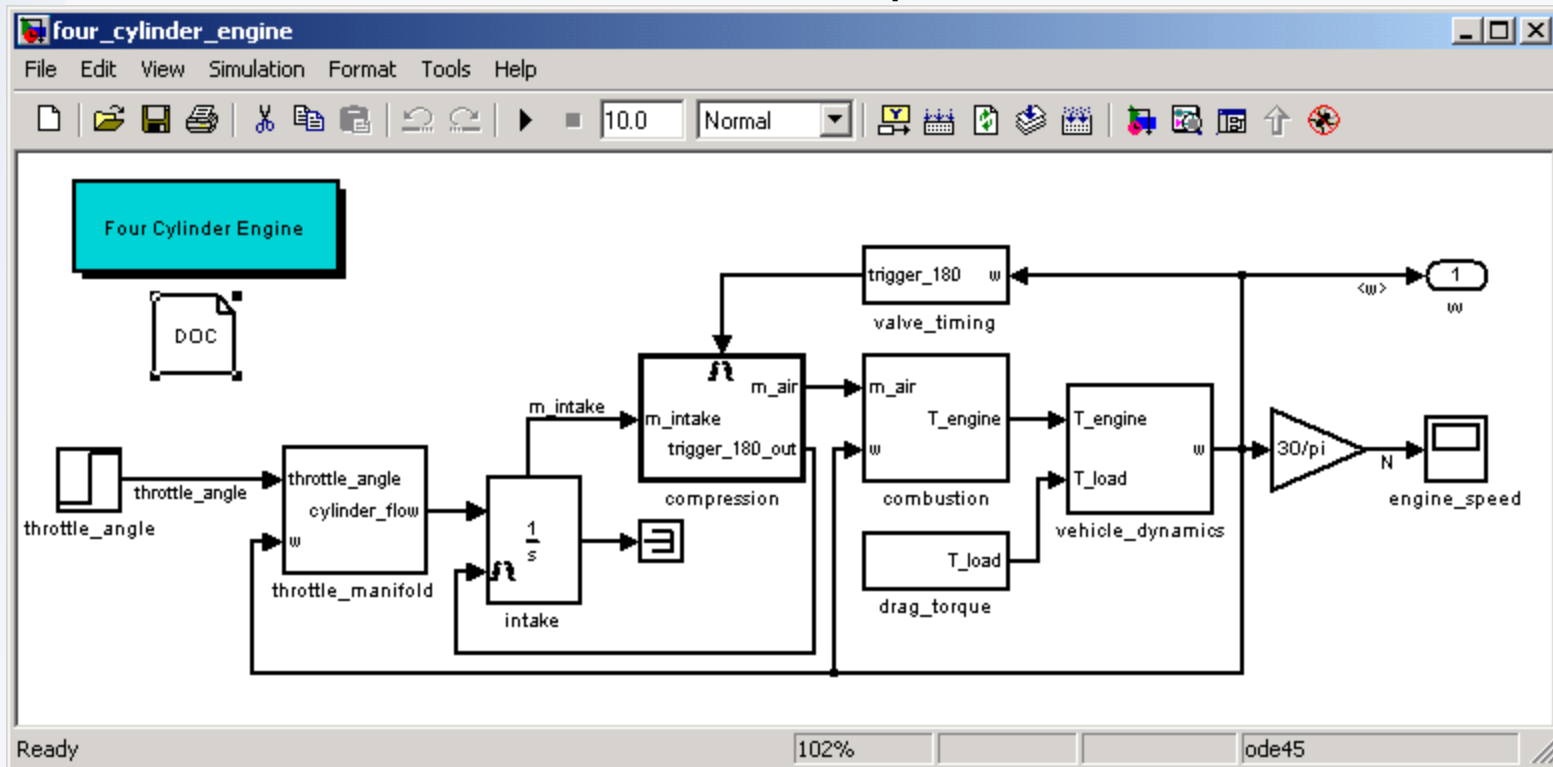 four_cylinder_engine
File Edit View Simulation Format Tools Help
10.0 Normal
Four Cylinder Engine
DOC
trigger_180 w
valve_timing
<w>
1
w
m_intake
m_air
m_intake
trigger_180_out
compression
m_air
T_engine
w
combustion
T_engine
w
T_load
vehicle_dynamics
30/pi
N
engine_speed
throttle_angle
throttle_angle
throttle_angle
cylinder_flow
w
throttle_manifold
1
s
intake
T_load
drag_torque
Ready 102% ode45